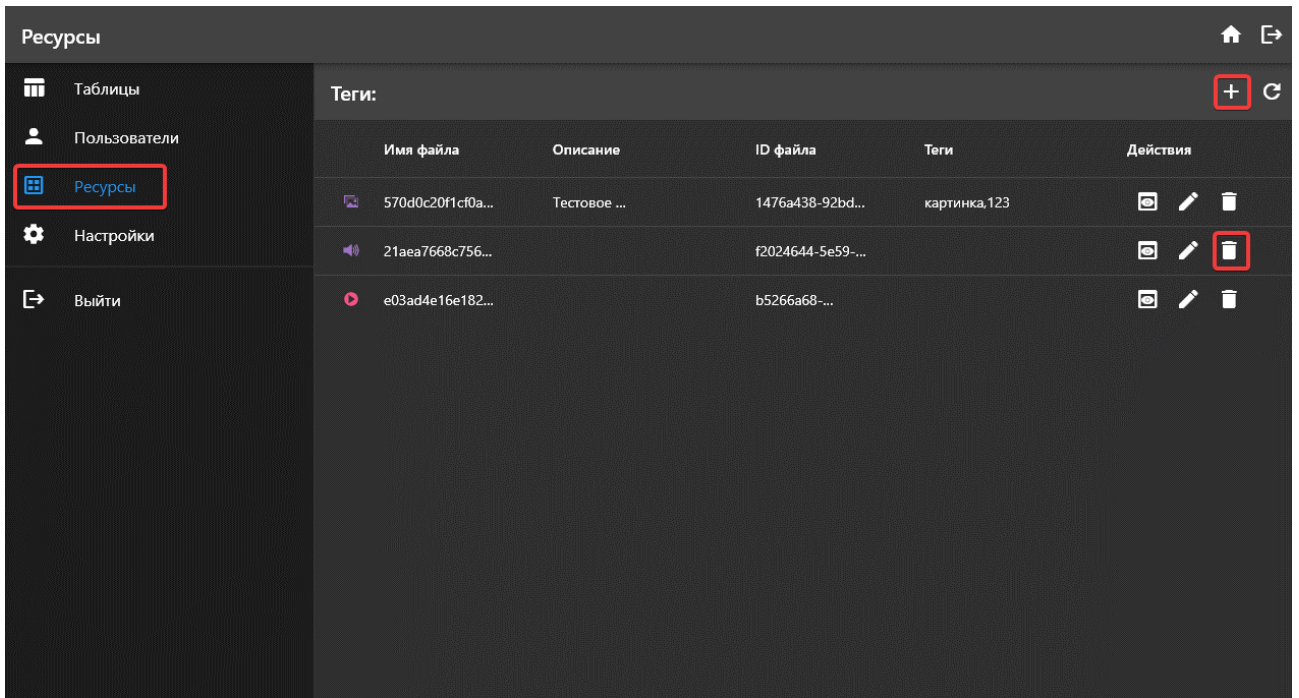 Ресурсы
Таблицы
Пользователи
Ресурсы
Настройки
Выйти
Теги:
Имя файла Описание ID файла Теги Действия
570d0c20f1cf0a... Тестовое ... 1476a438-92bd... картинка,123
21aea7668c756... f2024644-5e59-...
e03ad4e16e182... b5266a68-...